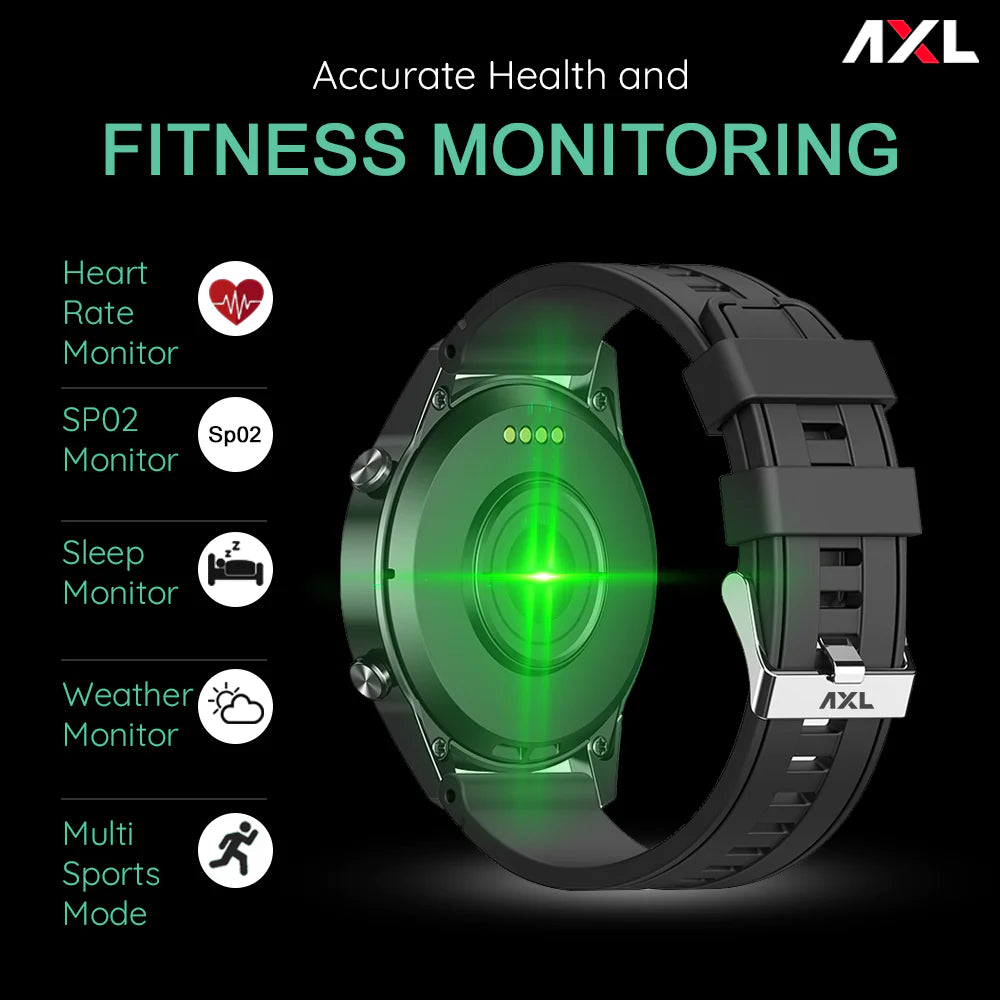 AXL
Accurate Health and
FITNESS MONITORING
Heart
Rate
Monitor
SP02
Monitor
Sp02
Sleep
Monitor
z z z
Weather
Monitor
Multi
Sports
Mode
AXL